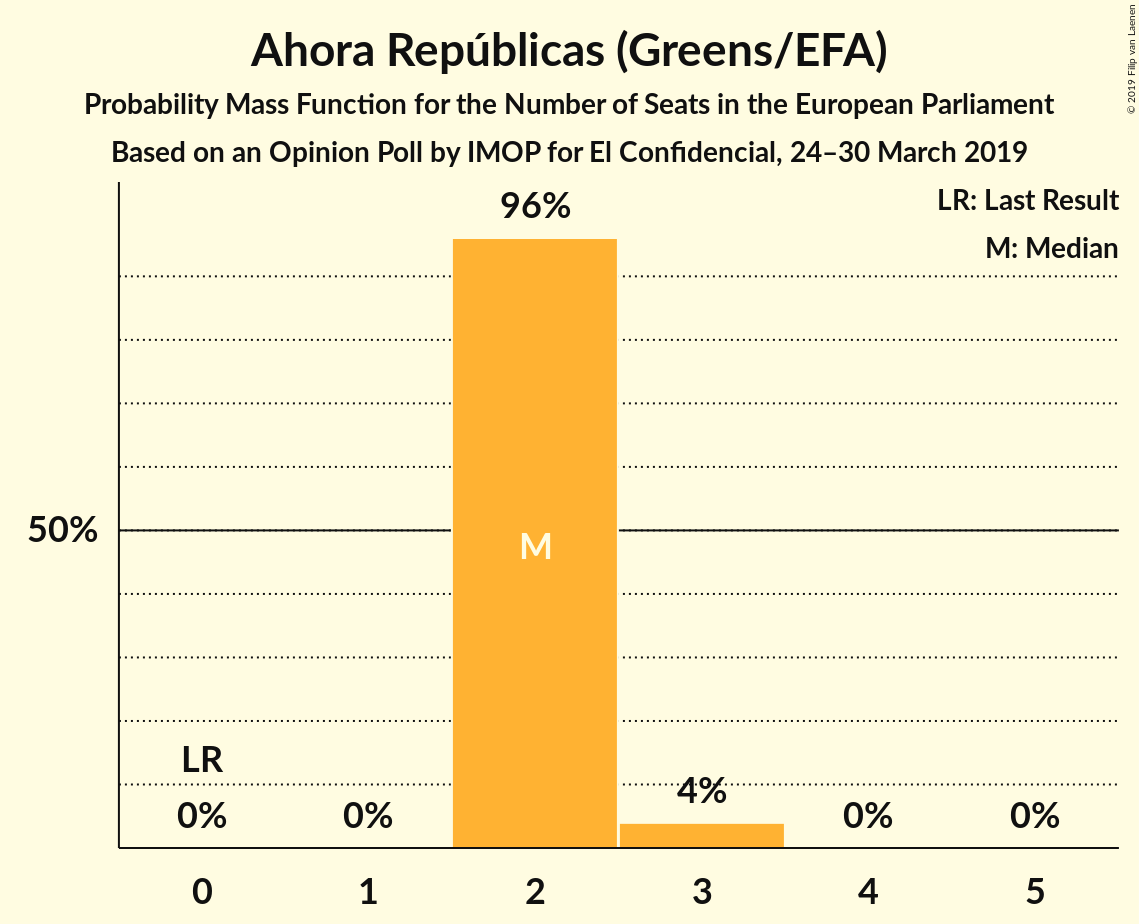 Ahora Repúblicas (Greens/EFA)
Probability Mass Function for the Number of Seats in the European Parliament
Based on an Opinion Poll by IMOP for El Confidencial, 24–30 March 2019
© 2019 Filip van Laenen
LR: Last Result
M: Median
96%
50%
M
LR
0%
0%
4%
0%
0%
0
1
2
3
4
5